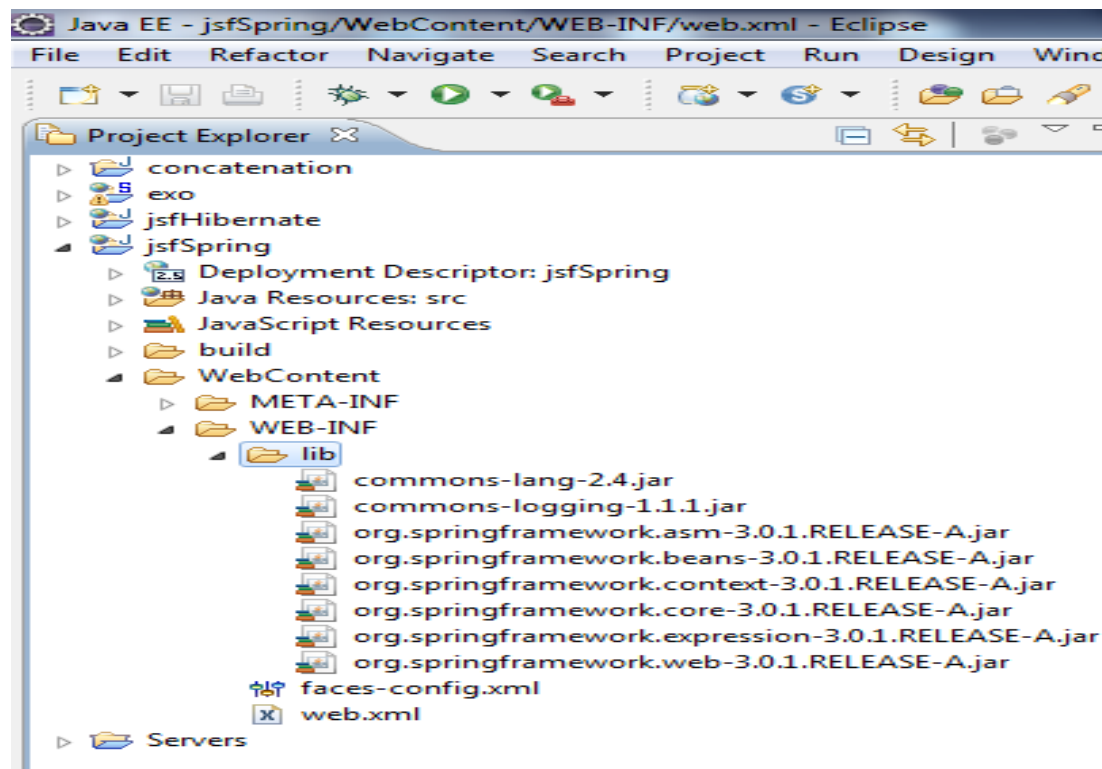 Java EE - jsfSpring/WebContent/WEB-INF/web.xml - Eclipse
File Edit Refactor Navigate Search Project Run Design Wind
Project Explorer
concatenation
exo
jsfHibernate
jsfSpring
Deployment Descriptor: jsfSpring
Java Resources: src
JavaScript Resources
build
WebContent
META-INF
WEB-INF
lib
commons-lang-2.4.jar
commons-logging-1.1.1.jar
org.springframework.asm-3.0.1.RELEASE-A.jar
org.springframework.beans-3.0.1.RELEASE-A.jar
org.springframework.context-3.0.1.RELEASE-A.jar
org.springframework.core-3.0.1.RELEASE-A.jar
org.springframework.expression-3.0.1.RELEASE-A.jar
org.springframework.web-3.0.1.RELEASE-A.jar
faces-config.xml
web.xml
Servers